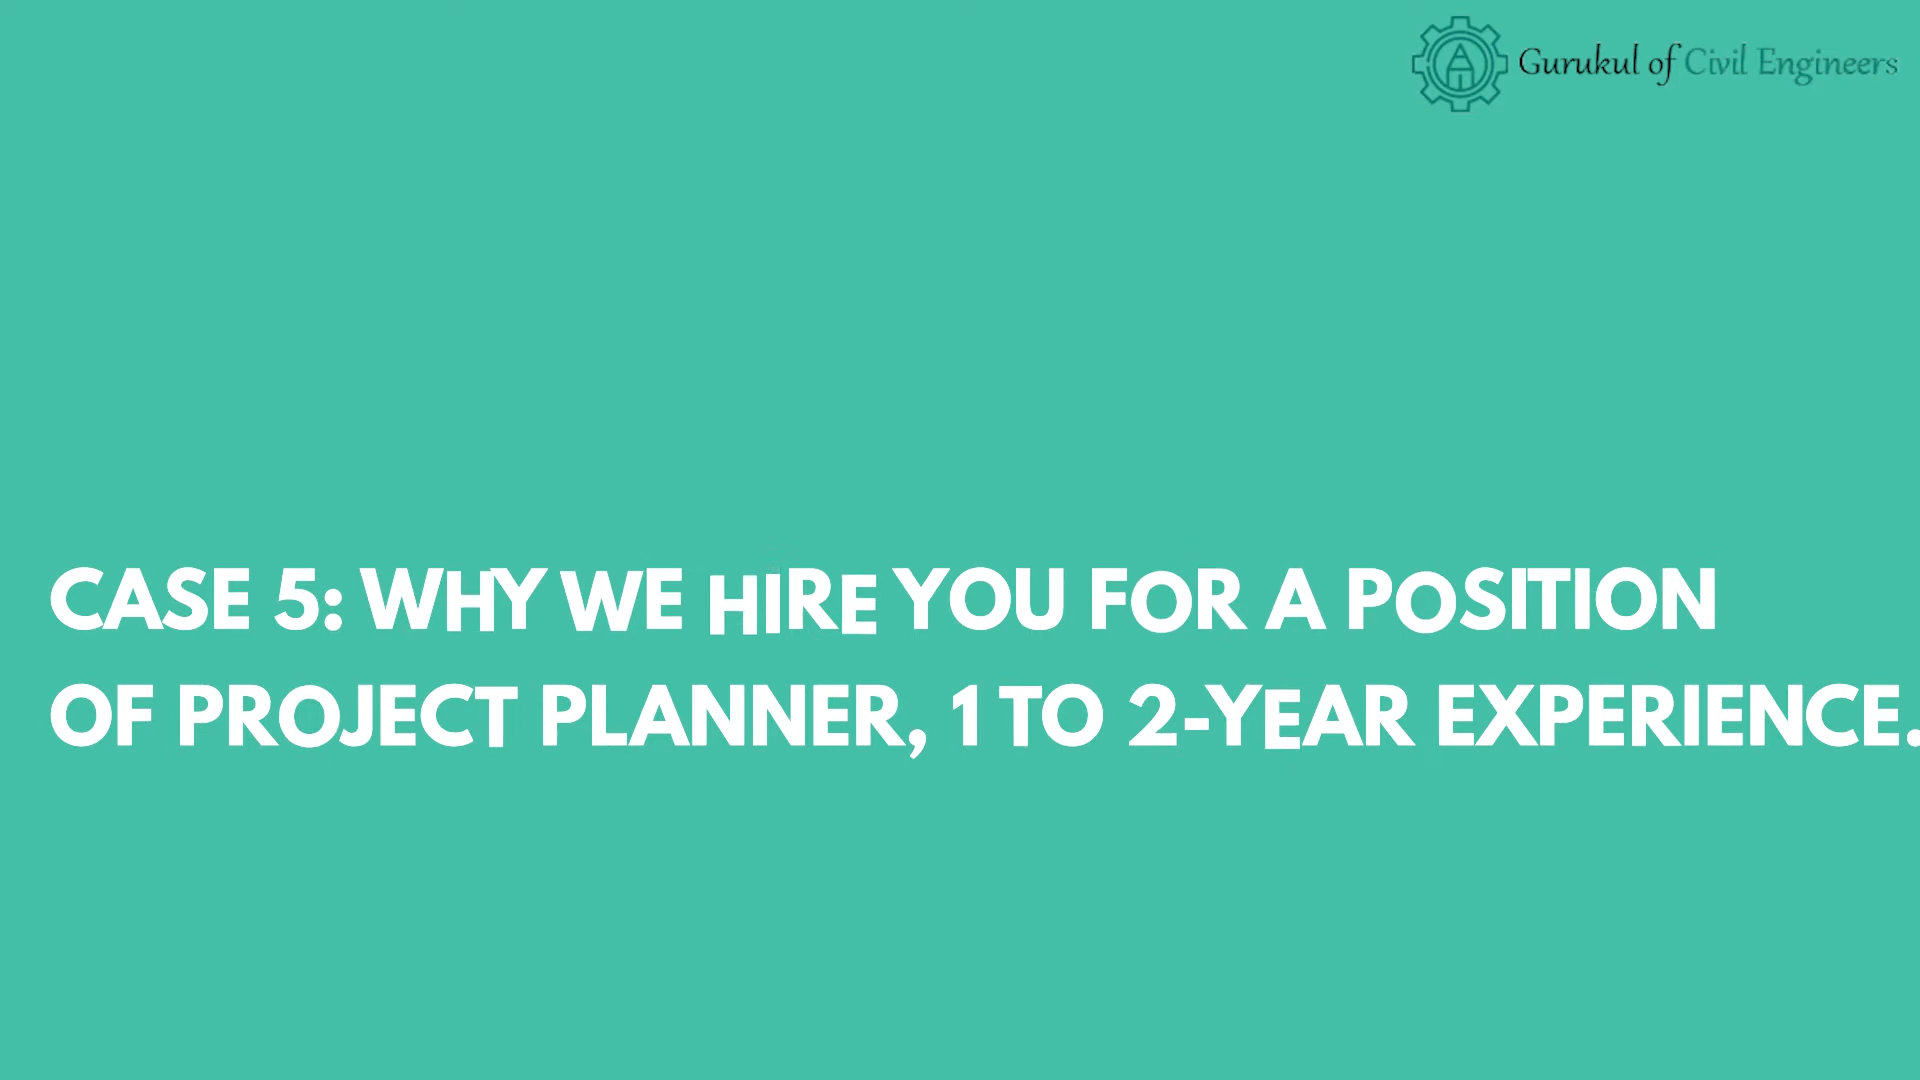 Gurukul of Civil Engineers
CASE 5: WHY WE HIRE YOU FOR A POSITION
OF PROJECT PLANNER, 1 TO 2-YEAR EXPERIENCE.